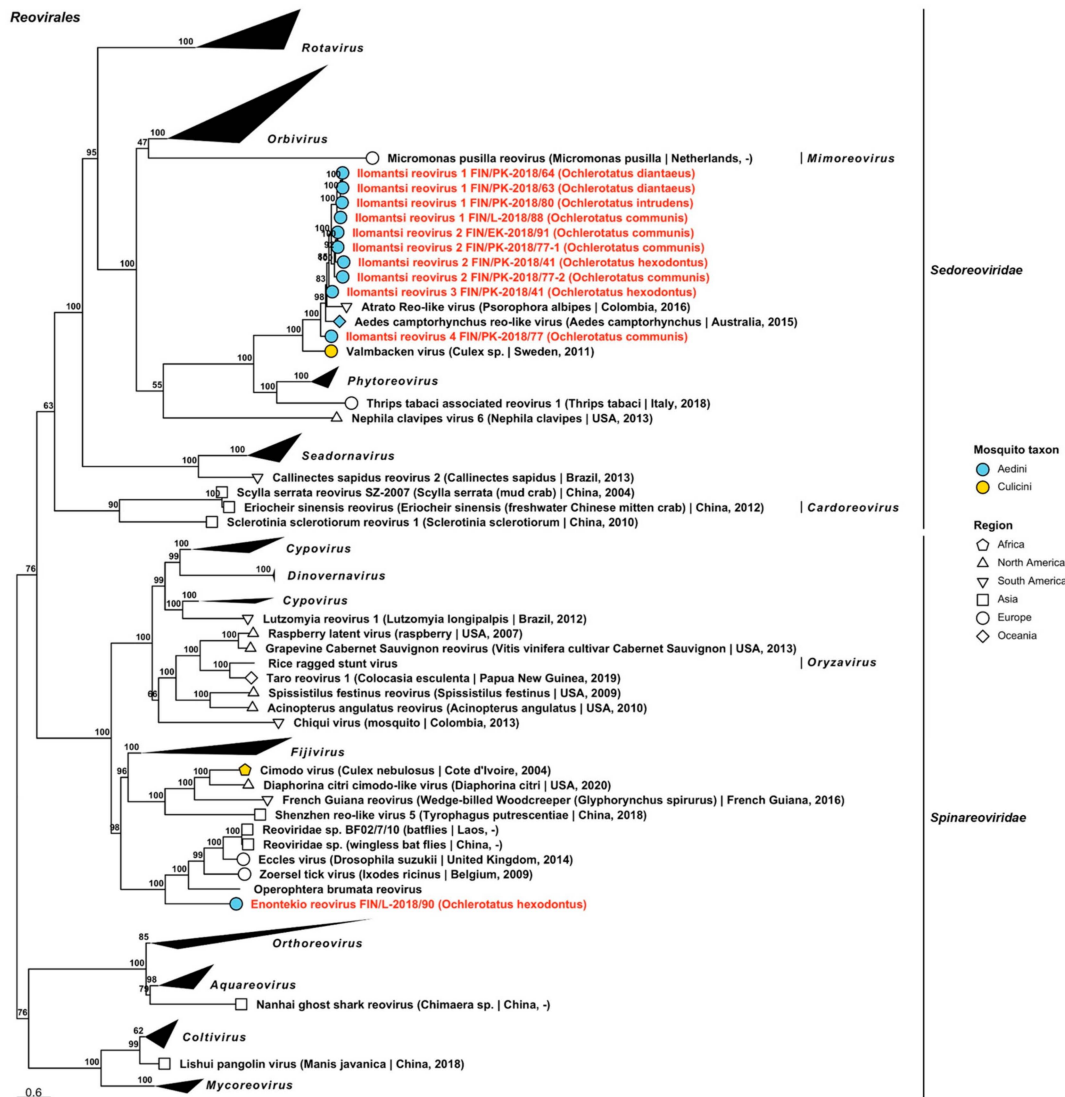 Reovirales
100
Rotavirus
100
Orbivirus
47
Micromonas pusilla reovirus (Micromonas pusilla | Netherlands, -)
Mimoreovirus
95
100
Ilomantsi reovirus 1 FIN/PK-2018/64 (Ochlerotatus diantaeus)
100
Ilomantsi reovirus 1 FIN/PK-2018/63 (Ochlerotatus diantaeus)
100
Ilomantsi reovirus 1 FIN/PK-2018/80 (Ochlerotatus intrudens)
Ilomantsi reovirus 1 FIN/L-2018/88 (Ochlerotatus communis)
100
Ilomantsi reovirus 2 FIN/EK-2018/91 (Ochlerotatus communis)
100
92
Ilomantsi reovirus 2 FIN/PK-2018/77-1 (Ochlerotatus communis)
Ilomantsi reovirus 2 FIN/PK-2018/41 (Ochlerotatus hexodontus)
100
Sedoreoviridae
Ilomantsi reovirus 2 FIN/PK-2018/77-2 (Ochlerotatus communis)
83
Ilomantsi reovirus 3 FIN/PK-2018/41 (Ochlerotatus hexodontus)
98
Atrato Reo-like virus (Psorophora albipes | Colombia, 2016)
Aedes camptorhynchus reo-like virus (Aedes camptorhynchus | Australia, 2015)
100
Ilomantsi reovirus 4 FIN/PK-2018/77 (Ochlerotatus communis)
100
Valmbacken virus (Culex sp. | Sweden, 2011)
100
Phytoreovirus
55
100
Thrips tabaci associated reovirus 1 (Thrips tabaci | Italy, 2018)
63
Nephila clavipes virus 6 (Nephila clavipes | USA, 2013)
100
Seadornavirus
100
Callinectes sapidus reovirus 2 (Callinectes sapidus | Brazil, 2013)
100
Scylla serrata reovirus SZ-2007 (Scylla serrata (mud crab) | China, 2004)
Eriocheir sinensis reovirus (Eriocheir sinensis (freshwater Chinese mitten crab) | China, 2012)
Cardoreovirus
90
Sclerotinia sclerotiorum reovirus 1 (Sclerotinia sclerotiorum | China, 2010)
Mosquito taxon
Aedini
Culicini
Region
Africa
North America
South America
Asia
Europe
Oceania
100
Cypovirus
99
76
100
Dinovernavirus
99
100
Cypovirus
100
Lutzomyia reovirus 1 (Lutzomyia longipalpis | Brazil, 2012)
100
Raspberry latent virus (raspberry | USA, 2007)
100
100
Grapevine Cabernet Sauvignon reovirus (Vitis vinifera cultivar Cabernet Sauvignon | USA, 2013)
Rice ragged stunt virus
Oryzavirus
100
100
Taro reovirus 1 (Colocasia esculenta | Papua New Guinea, 2019)
Spissistilus festinus reovirus (Spissistilus festinus | USA, 2009)
66
100
Acinopterus angulatus reovirus (Acinopterus angulatus | USA, 2010)
Chiqui virus (mosquito | Colombia, 2013)
100
100
Fijivirus
96
100
Cimodo virus (Culex nebulosus | Cote d'Ivoire, 2004)
100
Diaphorina citri cimodo-like virus (Diaphorina citri | USA, 2020)
100
French Guiana reovirus (Wedge-billed Woodcreeper (Glyphorynchus spirurus) | French Guiana, 2016)
Shenzhen reo-like virus 5 (Tyrophagus putrescentiae | China, 2018)
Spinareoviridae
98
100
Reoviridae sp. BF02/7/10 (batflies | Laos, -)
100
Reoviridae sp. (wingless bat flies | China, -)
99
Eccles virus (Drosophila suzukii | United Kingdom, 2014)
100
Zoersel tick virus (Ixodes ricinus | Belgium, 2009)
100
Operophtera brumata reovirus
Enontekio reovirus FIN/L-2018/90 (Ochlerotatus hexodontus)
85
Orthoreovirus
100
98
Aquareovirus
79
Nanhai ghost shark reovirus (Chimaera sp. | China, -)
76
62
Coltivirus
99
Lishui pangolin virus (Manis javanica | China, 2018)
100
100
Mycoreovirus
0.6